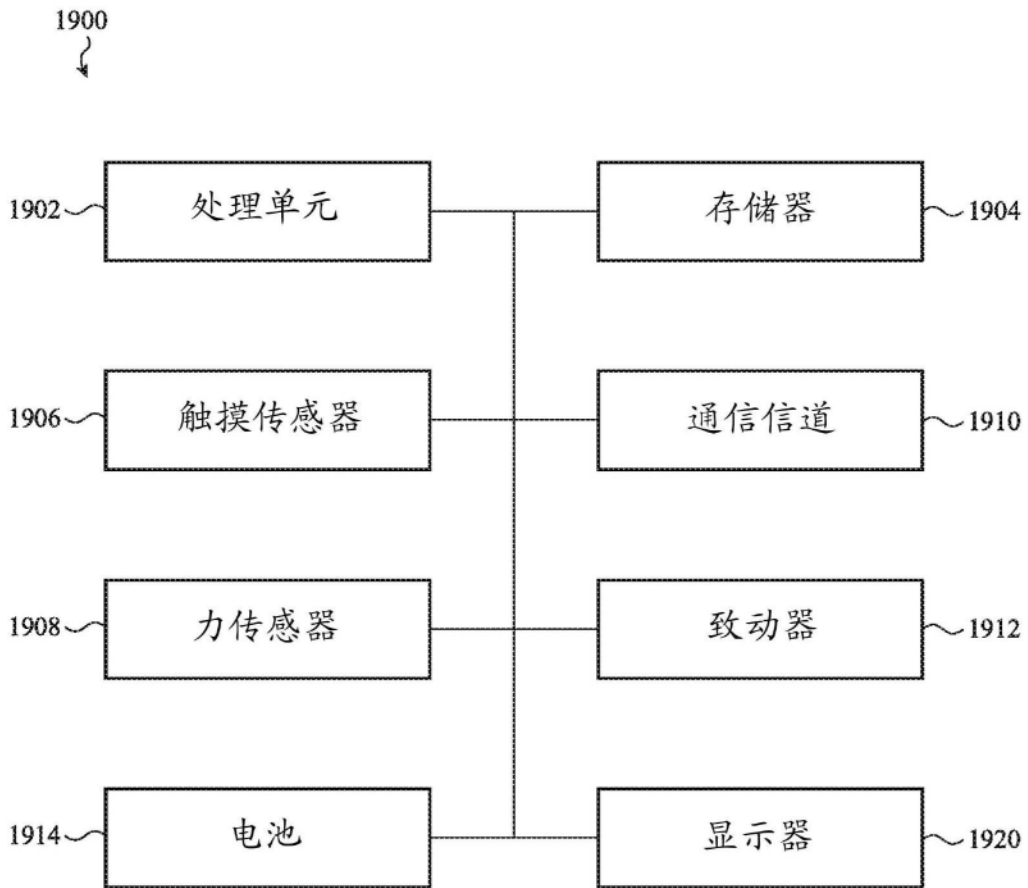 1900
1902 处理单元 存储器 1904
1906 触摸传感器 通信信道 1910
1908 力传感器 致动器 1912
1914 电池 显示器 1920